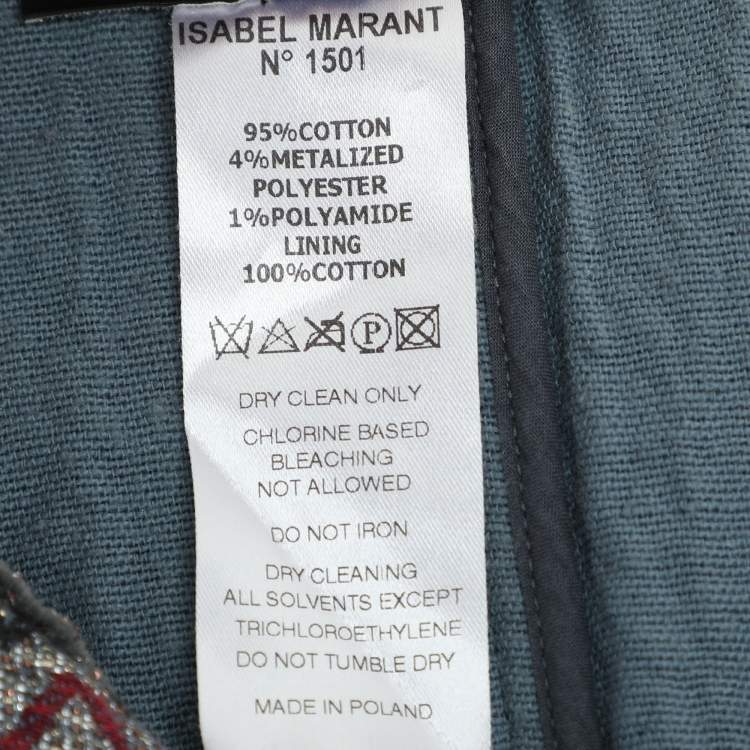 ISABEL MARANT
N° 1501
95%COTTON
4%METALIZED
POLYESTER
1%POLYAMIDE
LINING
100%COTTON
P
DRY CLEAN ONLY
CHLORINE BASED
BLEACHING
NOT ALLOWED
DO NOT IRON
DRY CLEANING
ALL SOLVENTS EXCEPT
TRICHLOROETHYLENE
DO NOT TUMBLE DRY
MADE IN POLAND